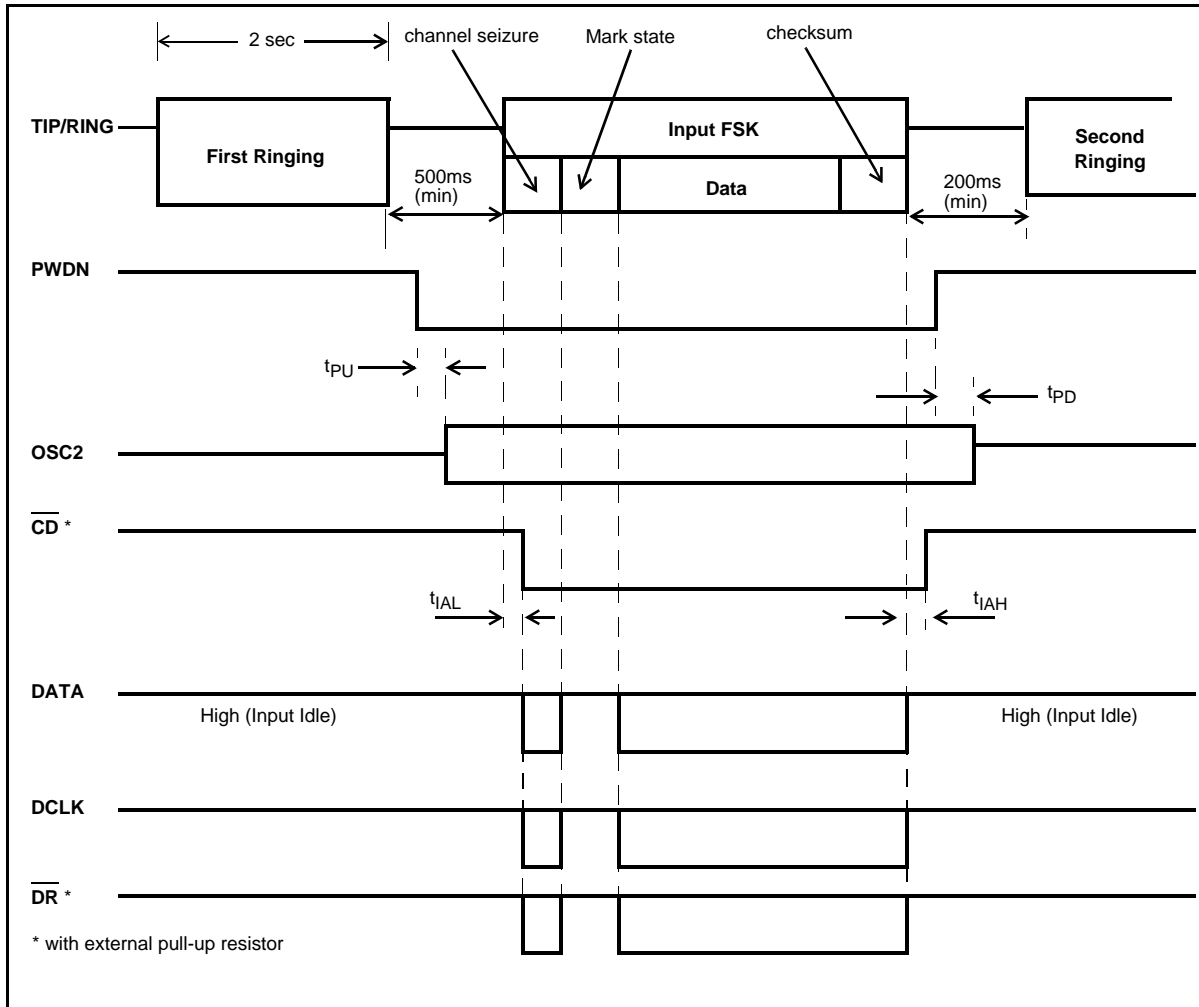 2 sec
channel seizure
Mark state
checksum
TIP/RING
First Ringing
500ms
(min)
Input FSK
Data
200ms
(min)
Second
Ringing
PWDN
tPU
tPD
OSC2
CD *
tIAL
tIAH
DATA
High (Input Idle)
High (Input Idle)
DCLK
DR *
* with external pull-up resistor